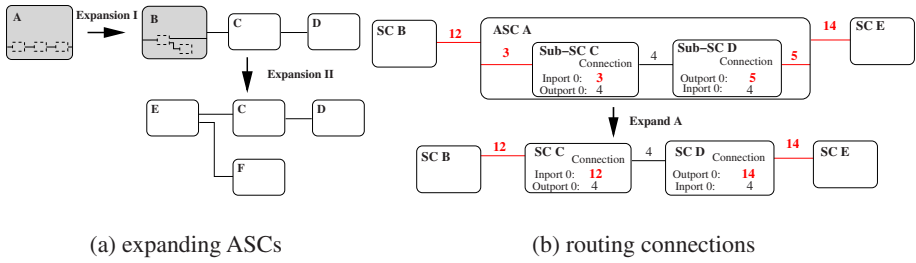 A
Expansion I
B
C
D
Expansion II
E
C
D
F
(a) expanding ASCs
SC B
12
ASC A
14
SC E
3
Sub-SC C
4
Sub-SC D
5
Connection
Inport 0: 3
Outport 0: 4
Connection
Outport 0: 5
Inport 0: 4
Expand A
SC B
12
SC C
4
SC D
14
SC E
Connection
Inport 0: 12
Outport 0: 4
Connection
Outport 0: 14
Inport 0: 4
(b) routing connections